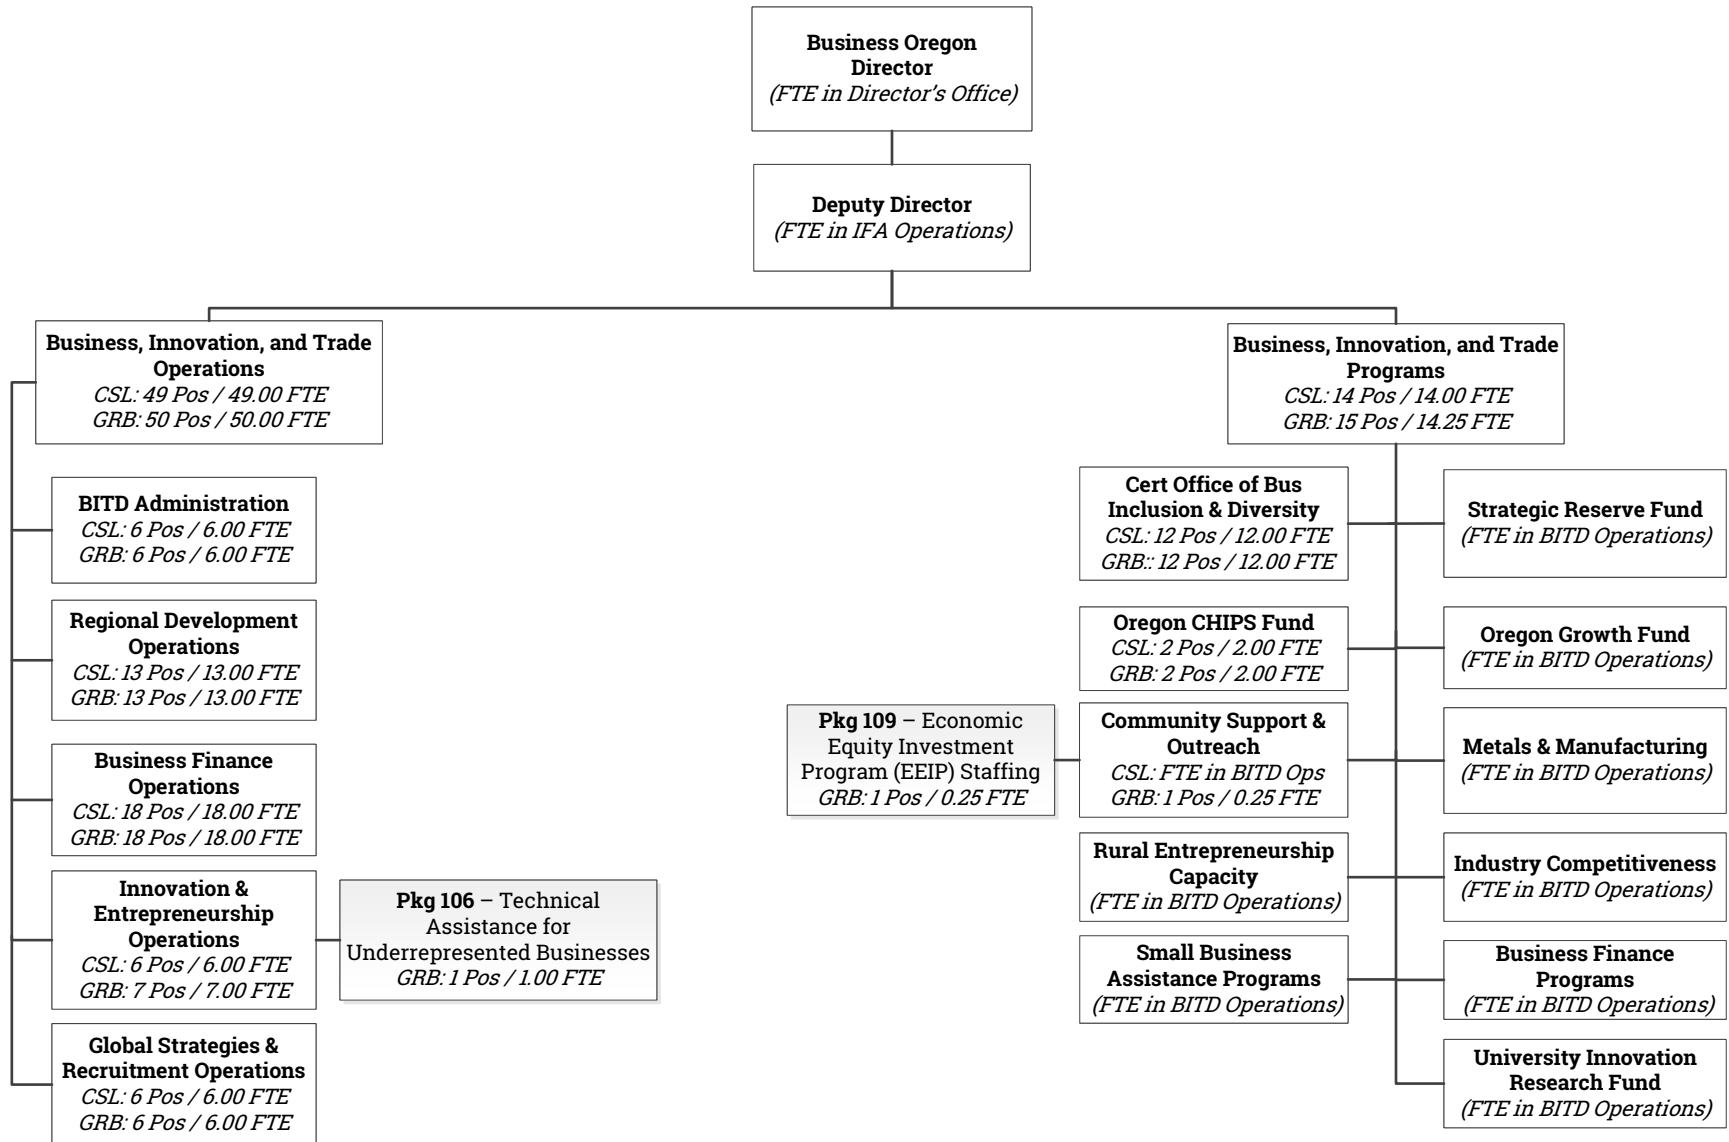 Business Oregon
Director
(FTE in Director's Office)
Deputy Director
(FTE in IFA Operations)
Business, Innovation, and Trade
Operations
CSL: 49 Pos / 49.00 FTE
GRB: 50 Pos / 50.00 FTE
BITD Administration
CSL: 6 Pos / 6.00 FTE
GRB: 6 Pos / 6.00 FTE
Regional Development
Operations
CSL: 13 Pos / 13.00 FTE
GRB: 13 Pos / 13.00 FTE
Business Finance
Operations
CSL: 18 Pos / 18.00 FTE
GRB: 18 Pos / 18.00 FTE
Innovation &
Entrepreneurship
Operations
CSL: 6 Pos / 6.00 FTE
GRB: 7 Pos / 7.00 FTE
Pkg 106 – Technical
Assistance for
Underrepresented Businesses
GRB: 1 Pos / 1.00 FTE
Global Strategies &
Recruitment Operations
CSL: 6 Pos / 6.00 FTE
GRB: 6 Pos / 6.00 FTE
Business, Innovation, and Trade
Programs
CSL: 14 Pos / 14.00 FTE
GRB: 15 Pos / 14.25 FTE
Cert Office of Bus
Inclusion & Diversity
CSL: 12 Pos / 12.00 FTE
GRB:: 12 Pos / 12.00 FTE
Oregon CHIPS Fund
CSL: 2 Pos / 2.00 FTE
GRB: 2 Pos / 2.00 FTE
Pkg 109 – Economic
Equity Investment
Program (EEIP) Staffing
GRB: 1 Pos / 0.25 FTE
Community Support &
Outreach
CSL: FTE in BITD Ops
GRB: 1 Pos / 0.25 FTE
Rural Entrepreneurship
Capacity
(FTE in BITD Operations)
Small Business
Assistance Programs
(FTE in BITD Operations)
Strategic Reserve Fund
(FTE in BITD Operations)
Oregon Growth Fund
(FTE in BITD Operations)
Metals & Manufacturing
(FTE in BITD Operations)
Industry Competitiveness
(FTE in BITD Operations)
Business Finance
Programs
(FTE in BITD Operations)
University Innovation
Research Fund
(FTE in BITD Operations)